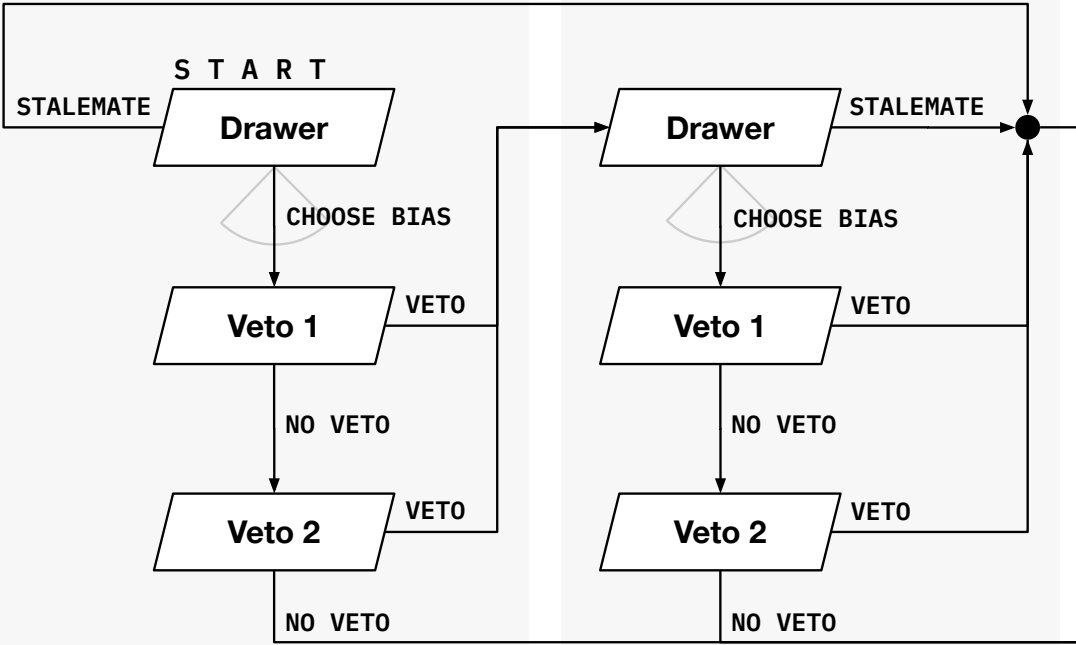 S T A R T
STALEMATE
Drawer
CHOOSE BIAS
Veto 1
VETO
NO VETO
Veto 2
VETO
NO VETO
Drawer
STALEMATE
CHOOSE BIAS
Veto 1
VETO
NO VETO
Veto 2
VETO
NO VETO